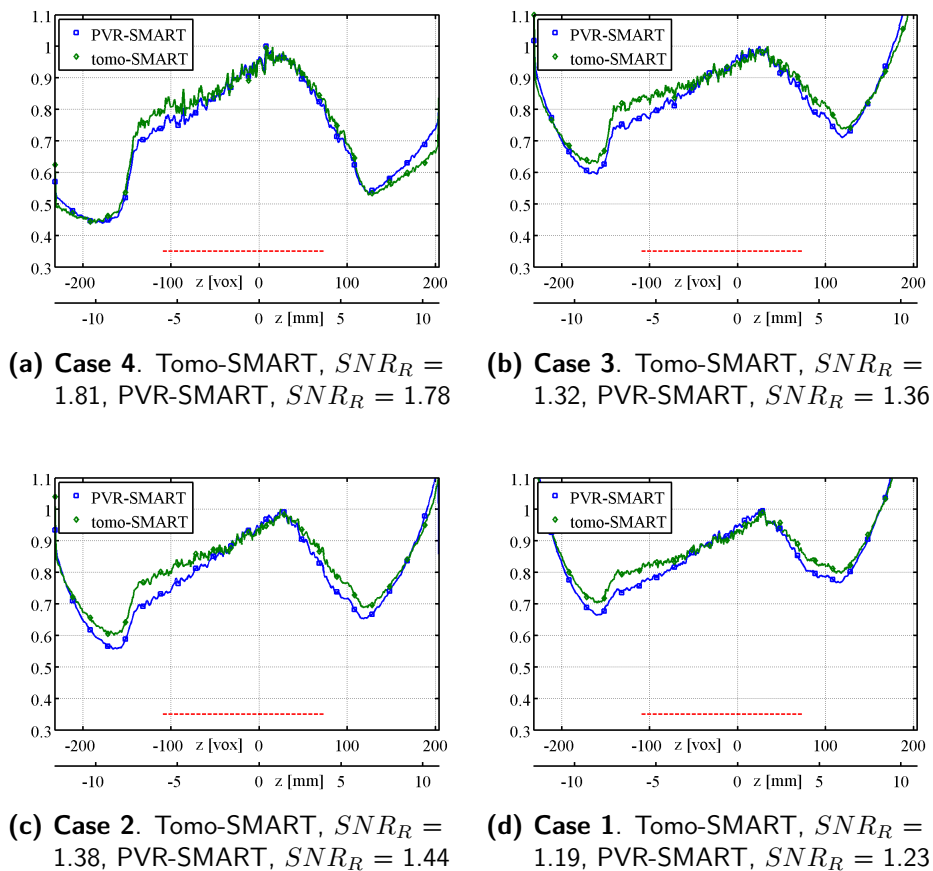 1.1
1
0.9
0.8
0.7
0.6
0.5
0.4
0.3
PVR-SMART
tomo-SMART
-200 -100 0 100 200
z [vox]
-10 -5 0 5 10
z [mm]
1.1
1
0.9
0.8
0.7
0.6
0.5
0.4
0.3
PVR-SMART
tomo-SMART
-200 -100 0 100 200
z [vox]
-10 -5 0 5 10
z [mm]
(a) Case 4. Tomo-SMART, SNR_R =
1.81, PVR-SMART, SNR_R = 1.78
(b) Case 3. Tomo-SMART, SNR_R =
1.32, PVR-SMART, SNR_R = 1.36
1.1
1
0.9
0.8
0.7
0.6
0.5
0.4
0.3
PVR-SMART
tomo-SMART
-200 -100 0 100 200
z [vox]
-10 -5 0 5 10
z [mm]
1.1
1
0.9
0.8
0.7
0.6
0.5
0.4
0.3
PVR-SMART
tomo-SMART
-200 -100 0 100 200
z [vox]
-10 -5 0 5 10
z [mm]
(c) Case 2. Tomo-SMART, SNR_R =
1.38, PVR-SMART, SNR_R = 1.44
(d) Case 1. Tomo-SMART, SNR_R =
1.19, PVR-SMART, SNR_R = 1.23